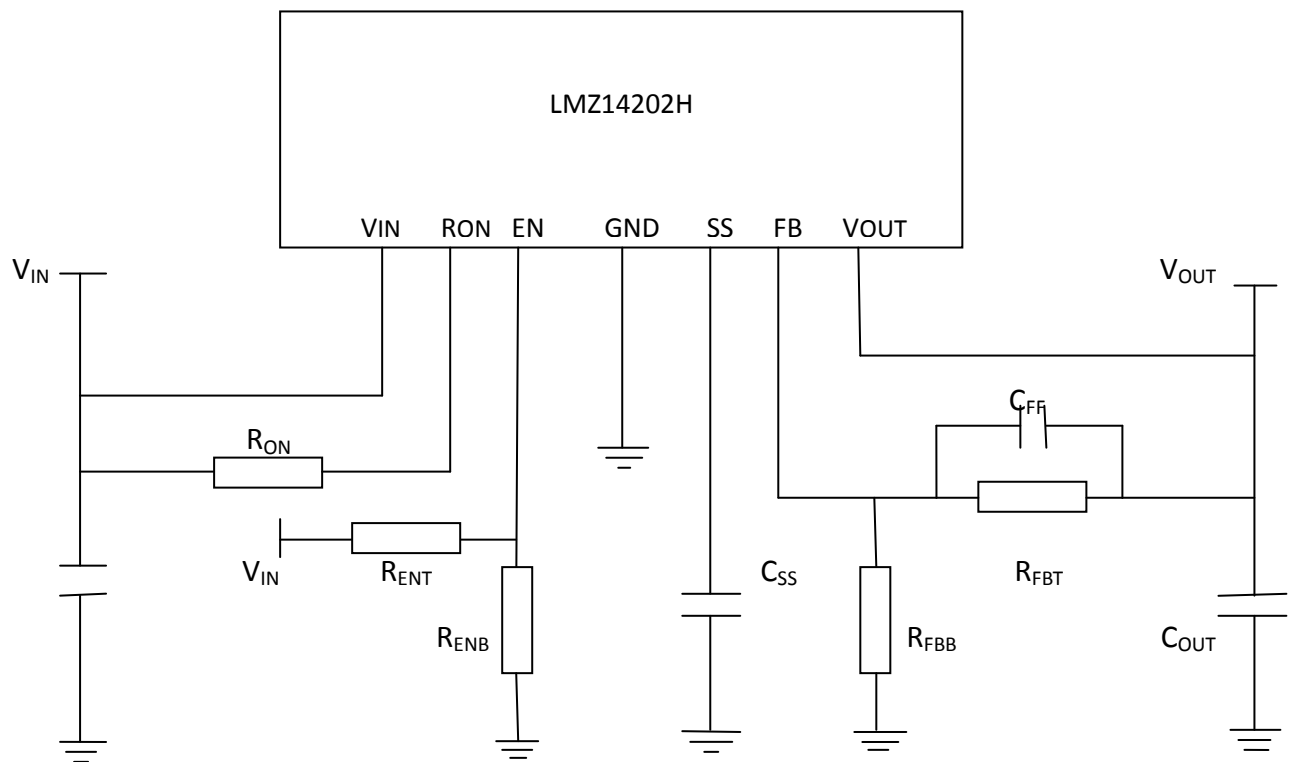 LMZ14202H
VIN RON EN GND SS FB VOUT
VIN
VOUT
CFF
RON
VIN
RENT
CSS
RFBT
RENB
RFBB
COUT